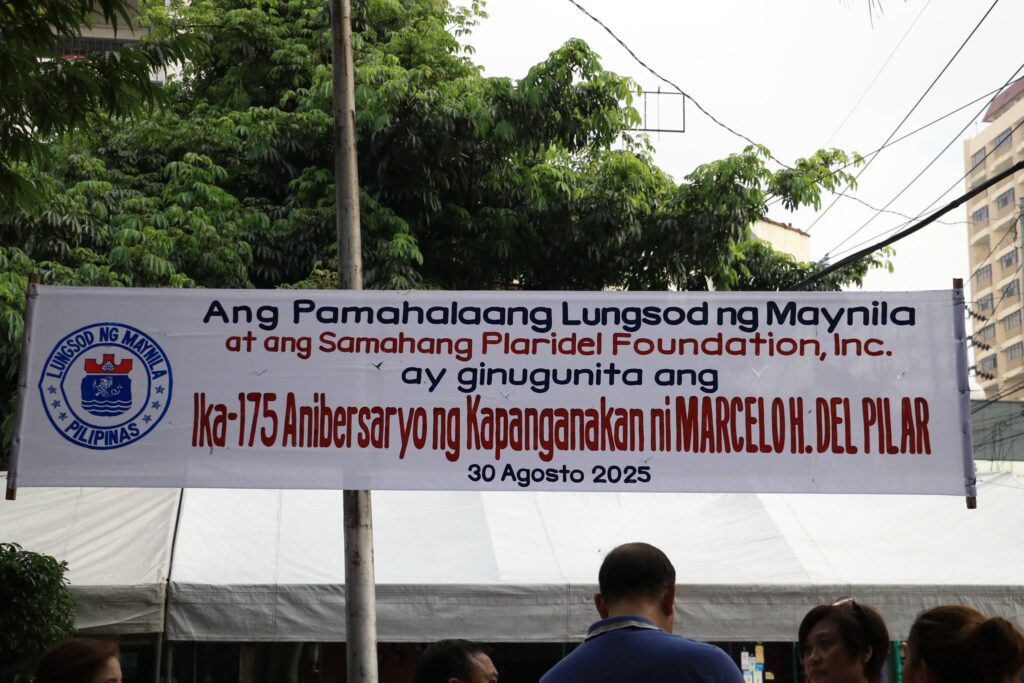 Ang Pamahalaang Lungsod ng Maynila
at ang Samahang Plaridel Foundation, Inc.
ay ginugunita ang
Ika-175 Anibersaryo ng Kapanganakan ni MARCELO H. DEL PILAR
30 Agosto 2025
LUNGSOD NG MAYNILA
PILIPINAS